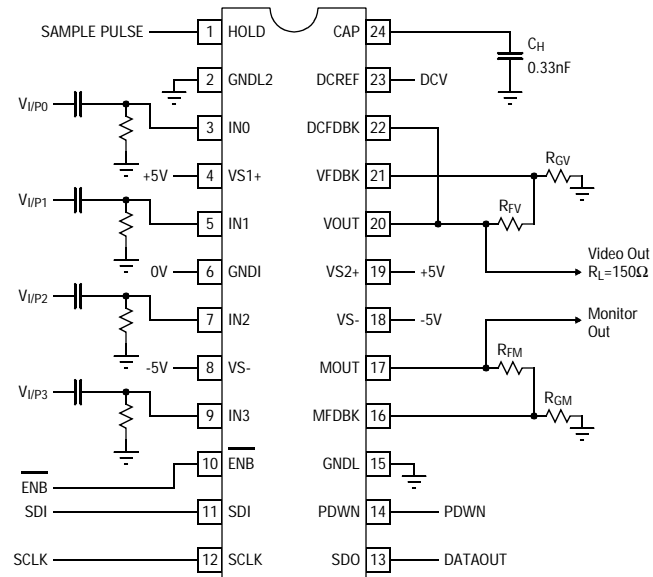 SAMPLE PULSE 1 HOLD CAP 24 C_H
0.33nF
2 GNDL2 DCREF 23 DCV
V_I/P0
3 IN0 DCFDBK 22
+5V 4 VS1+ VFDBK 21 R_GV
V_I/P1
5 IN1 VOUT 20 R_FV
0V 6 GNDI VS2+ 19 +5V
Video Out
R_L=150Ω
V_I/P2
7 IN2 VS- 18 -5V
Monitor
Out
-5V 8 VS- MOUT 17 R_FM
V_I/P3
9 IN3 MFDBK 16 R_GM
10 E̅N̅B̅ GNDL 15
E̅N̅B̅
SDI 11 SDI PDWN 14 PDWN
SCLK 12 SCLK SDO 13 DATAOUT